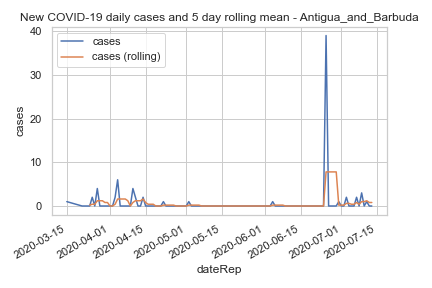 New COVID-19 daily cases and 5 day rolling mean - Antigua_and_Barbuda
cases
cases (rolling)
cases
40
30
20
10
0
2020-03-15
2020-04-01
2020-04-15
2020-05-01
2020-05-15
2020-06-01
2020-06-15
2020-07-01
2020-07-15
dateRep